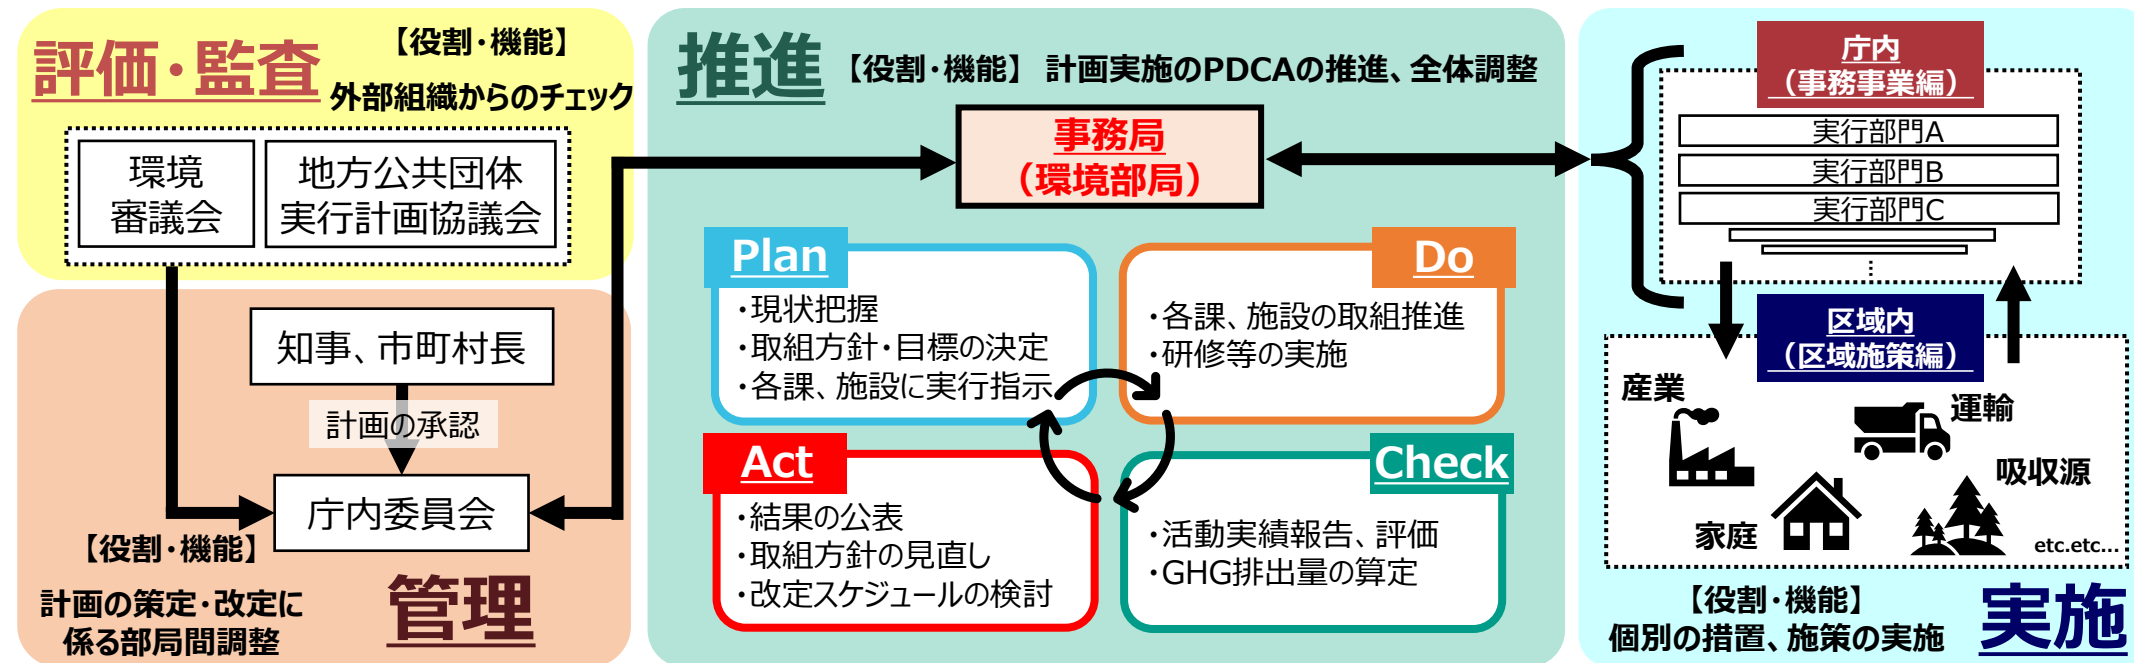 評価・監査
【役割・機能】
外部組織からのチェック
環境
審議会
地方公共団体
実行計画協議会
知事、市町村長
計画の承認
庁内委員会
【役割・機能】
計画の策定・改定に
係る部局間調整
管理
推進
【役割・機能】 計画実施のPDCAの推進、全体調整
事務局
（環境部局）
Plan
・現状把握
・取組方針・目標の決定
・各課、施設に実行指示
Do
・各課、施設の取組推進
・研修等の実施
Act
・結果の公表
・取組方針の見直し
・改定スケジュールの検討
Check
・活動実績報告、評価
・GHG排出量の算定
庁内
（事務事業編）
実行部門A
実行部門B
実行部門C
区域内
（区域施策編）
産業
運輸
吸収源
家庭
etc.etc...
【役割・機能】
個別の措置、施策の実施
実施